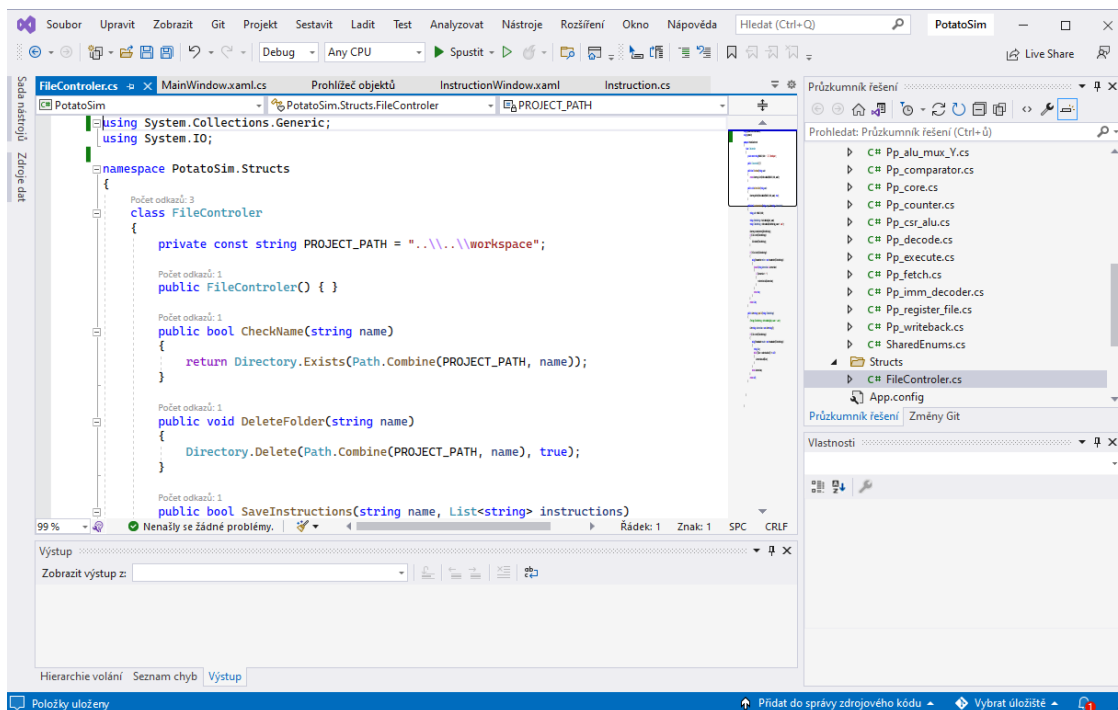 Soubor Upravit Zobrazit Git Projekt Sestavit Ladit Test Analyzovat Nástroje Rozšíření Okno Nápověda Hledat (Ctrl+Q) PotatoSim
Debug Any CPU Spustit Live Share
Sada nástrojů
Zdroje dat
FileControler.cs MainWindow.xaml.cs Prohlížeč objektů InstructionWindow.xaml Instruction.cs
PotatoSim PotatoSim.Structs.FileControler PROJECT_PATH
using System.Collections.Generic;
using System.IO;
namespace PotatoSim.Structs
{
Počet odkazů: 3
class FileControler
{
private const string PROJECT_PATH = "..\\..\\workspace";
Počet odkazů: 1
public FileControler() { }
Počet odkazů: 1
public bool CheckName(string name)
{
return Directory.Exists(Path.Combine(PROJECT_PATH, name));
}
Počet odkazů: 1
public void DeleteFolder(string name)
{
Directory.Delete(Path.Combine(PROJECT_PATH, name), true);
}
Počet odkazů: 1
public bool SaveInstructions(string name, List<string> instructions)
99 % Nenašly se žádné problémy. Řádek: 1 Znak: 1 SPC CRLF
Výstup
Zobrazit výstup z:
Hierarchie volání Seznam chyb Výstup
Průzkumník řešení
Prohledat: Průzkumník řešení (Ctrl+ů)
C# Pp_alu_mux_Y.cs
C# Pp_comparator.cs
C# Pp_core.cs
C# Pp_counter.cs
C# Pp_csr_alu.cs
C# Pp_decode.cs
C# Pp_execute.cs
C# Pp_fetch.cs
C# Pp_imm_decoder.cs
C# Pp_register_file.cs
C# Pp_writeback.cs
C# SharedEnums.cs
Structs
C# FileControler.cs
App.config
Průzkumník řešení Změny Git
Vlastnosti
Položky uloženy Přidat do správy zdrojového kódu Vybrat úložiště 1